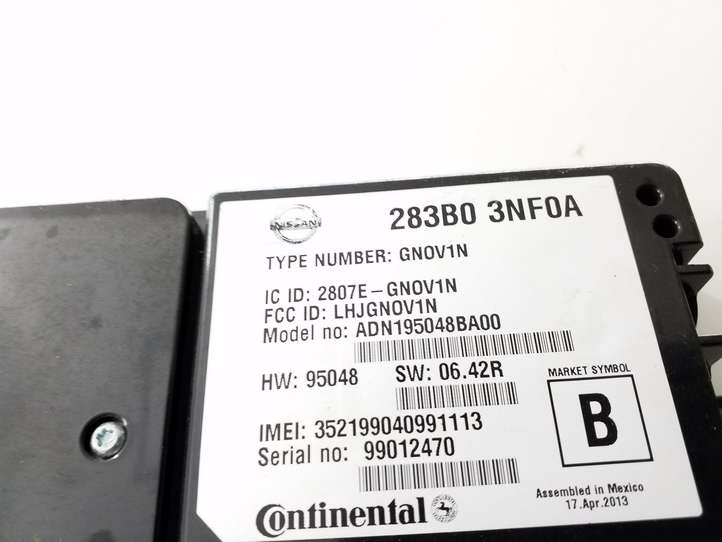 NISSAN
283B0 3NF0A
TYPE NUMBER: GNOV1N
IC ID: 2807E-GNOV1N
FCC ID: LHJGNOV1N
Model no: ADN195048BA00
HW: 95048 SW: 06.42R
MARKET SYMBOL
B
IMEI: 352199040991113
Serial no: 99012470
Continental
Assembled in Mexico
17.Apr.2013